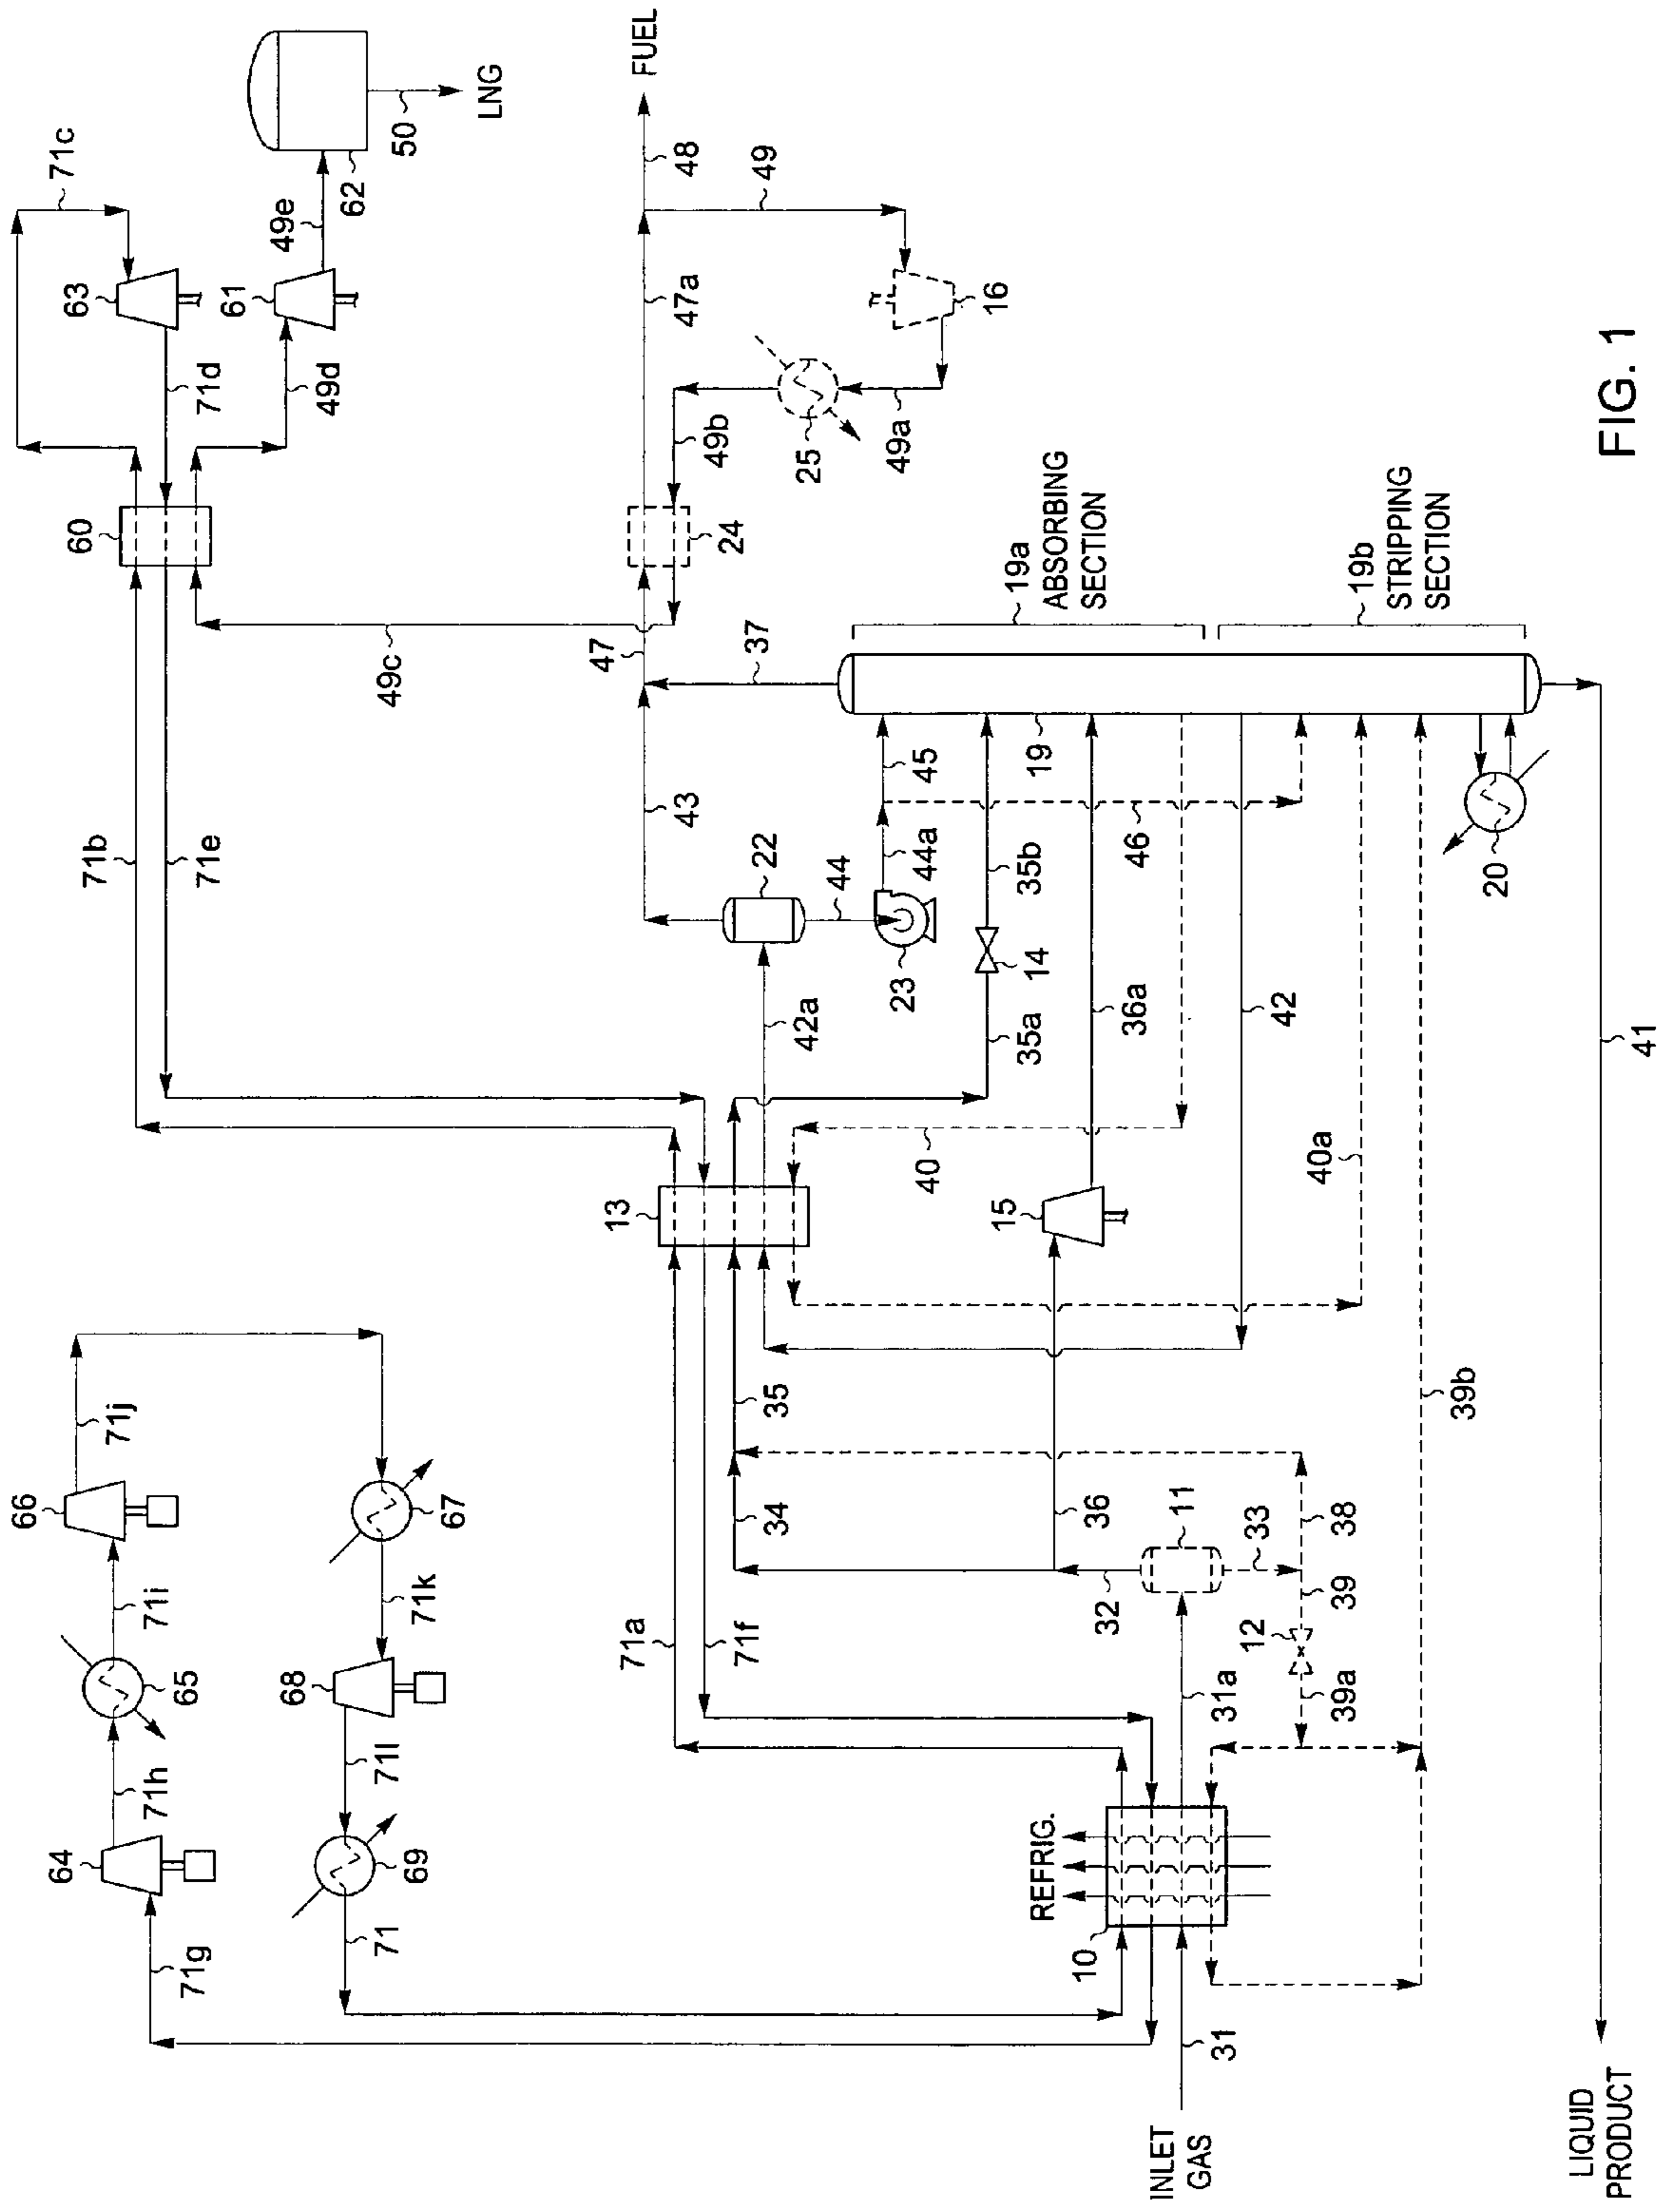 71c
63
61
71d
49d
49e
62
50
LNG
60
71b
71e
49c
FUEL
48
49
47a
16
25
49a
49b
24
47
37
43
22
44
44a
45
23
46
42a
35b
14
35a
36a
40
42
40a
13
15
19
19a
ABSORBING
SECTION
19b
STRIPPING
SECTION
20
41
66
71j
71i
65
71h
64
71g
67
71k
68
71l
69
71
71a
71f
35
34
36
11
32
33
38
39
12
39a
39b
31a
REFRIG.
10
31
INLET
GAS
LIQUID
PRODUCT
FIG. 1